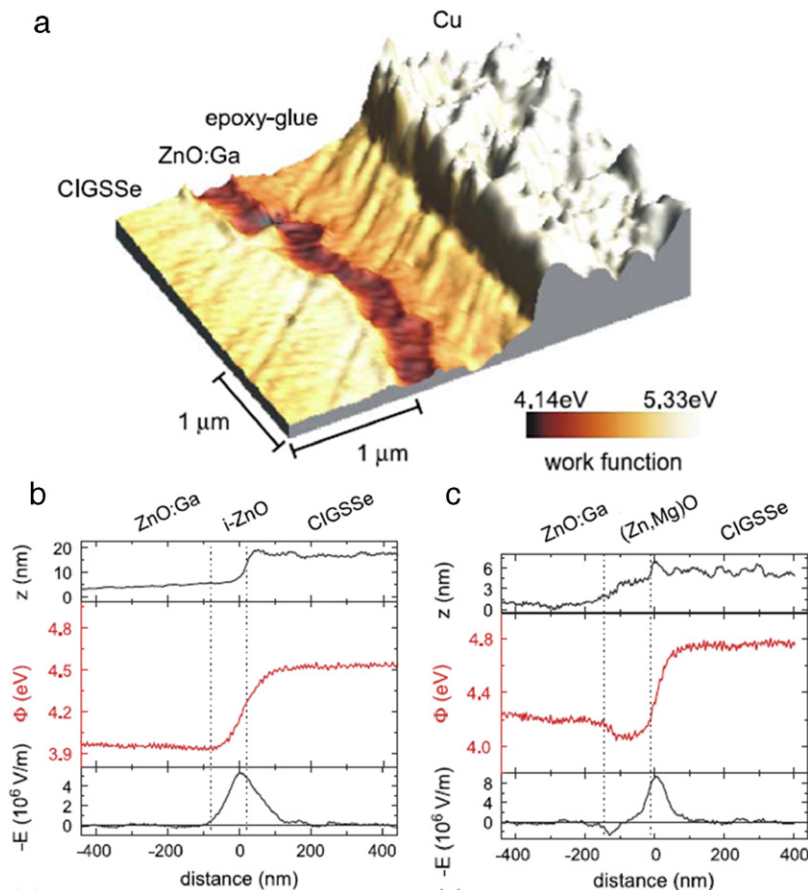 a
Cu
epoxy-glue
ZnO:Ga
CIGSSe
1 μm
1 μm
4,14eV 5,33eV
work function
b
ZnO:Ga i-ZnO CIGSSe
z (nm)
20
10
0
Φ (eV)
4.8
4.5
4.2
3.9
-E (10⁶ V/m)
4
2
0
-400 -200 0 200 400
distance (nm)
c
ZnO:Ga (Zn,Mg)O CIGSSe
z (nm)
6
3
0
Φ (eV)
4.8
4.4
4.0
-E (10⁶ V/m)
8
4
0
-400 -200 0 200 400
distance (nm)